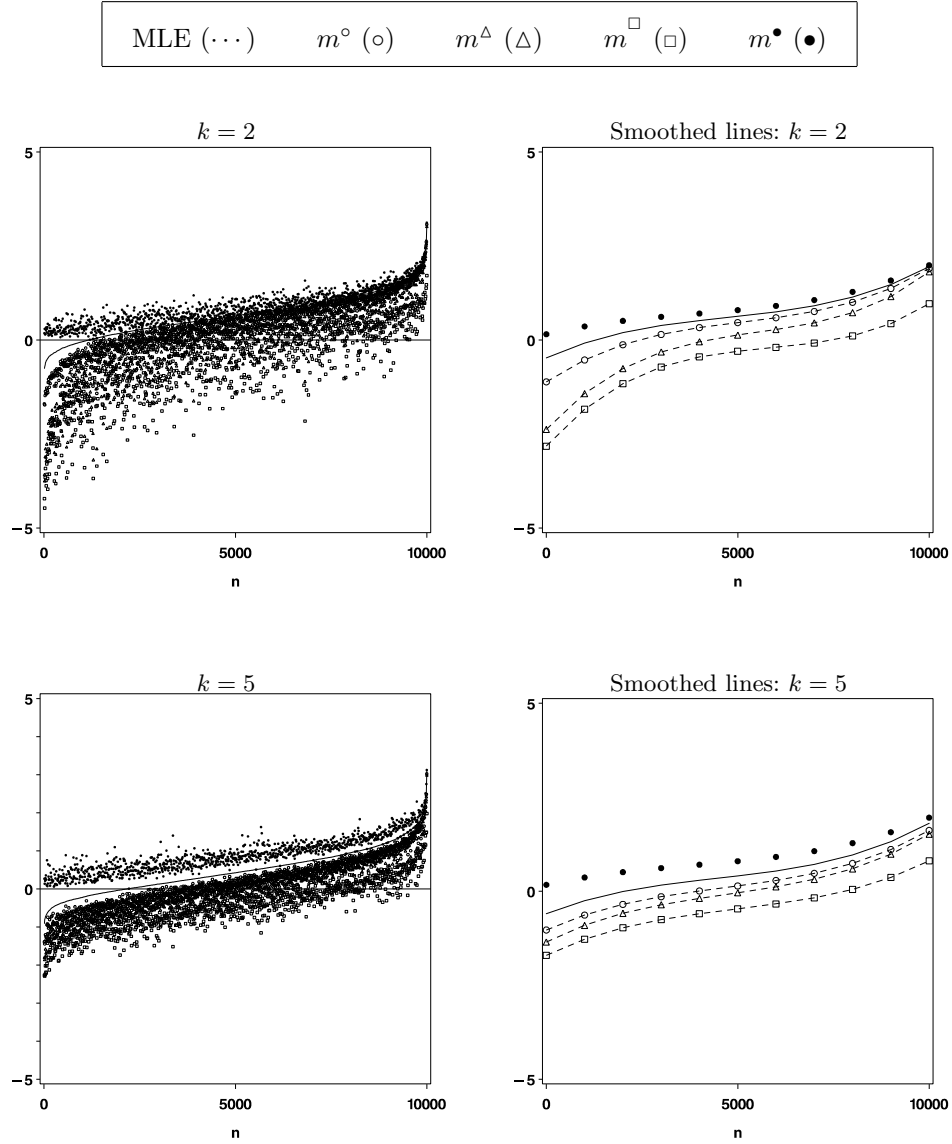 MLE (· · ·) m° (○) m△ (△) m□ (□) m● (●)
k = 2
5
0
−5
0 5000 10000
n
Smoothed lines: k = 2
5
0
−5
0 5000 10000
n
k = 5
5
0
−5
0 5000 10000
n
Smoothed lines: k = 5
5
0
−5
0 5000 10000
n